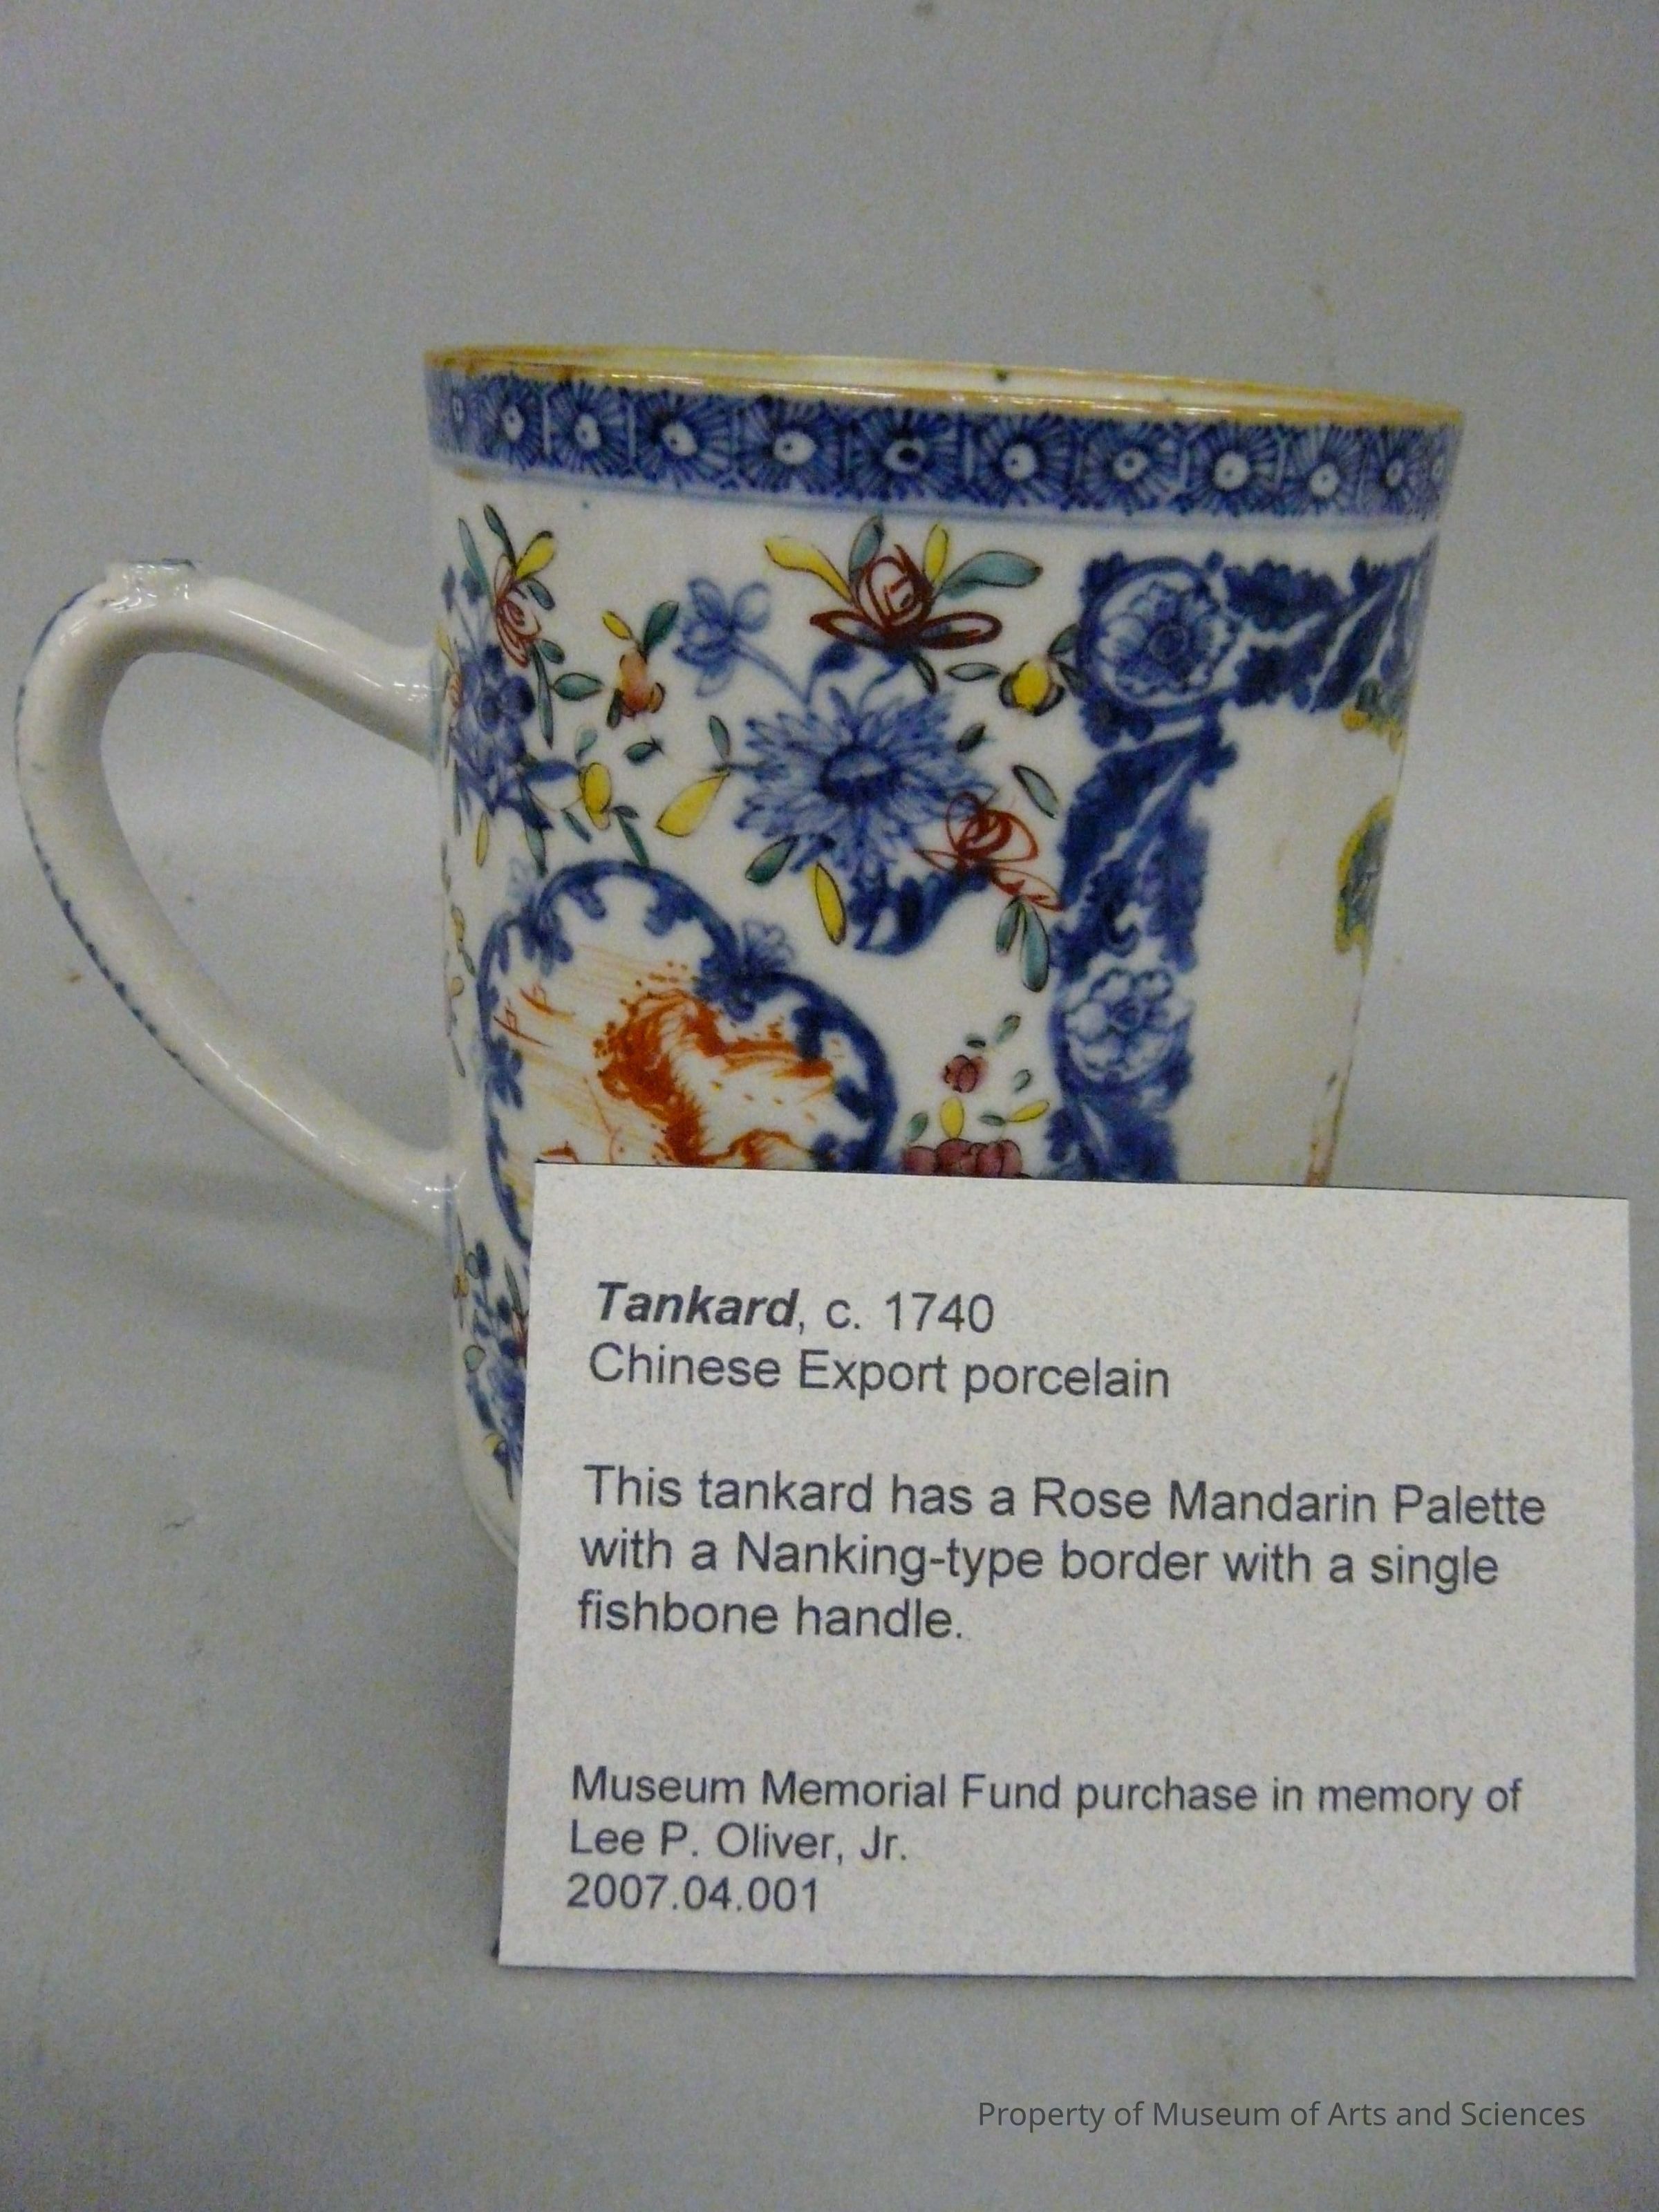 Tankard, c. 1740
Chinese Export porcelain
This tankard has a Rose Mandarin Palette
with a Nanking-type border with a single
fishbone handle.
Museum Memorial Fund purchase in memory of
Lee P. Oliver, Jr.
2007.04.001
Property of Museum of Arts and Sciences